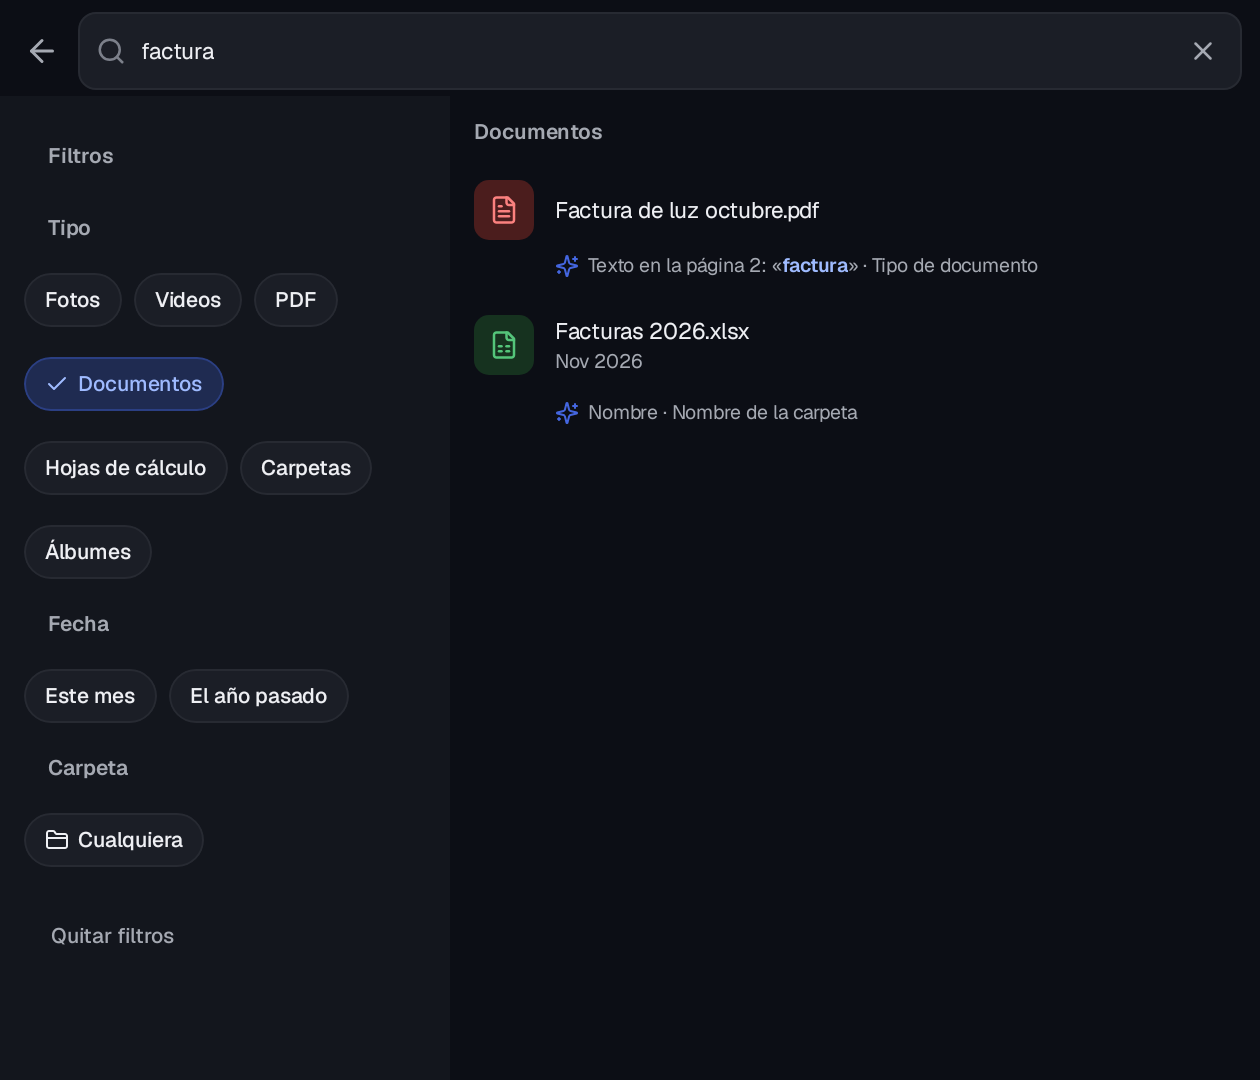 factura
Filtros
Tipo
Fotos
Videos
PDF
Documentos
Hojas de cálculo
Carpetas
Álbumes
Fecha
Este mes
El año pasado
Carpeta
Cualquiera
Quitar filtros
Documentos
Factura de luz octubre.pdf
Texto en la página 2: «factura» · Tipo de documento
Facturas 2026.xlsx
Nov 2026
Nombre · Nombre de la carpeta